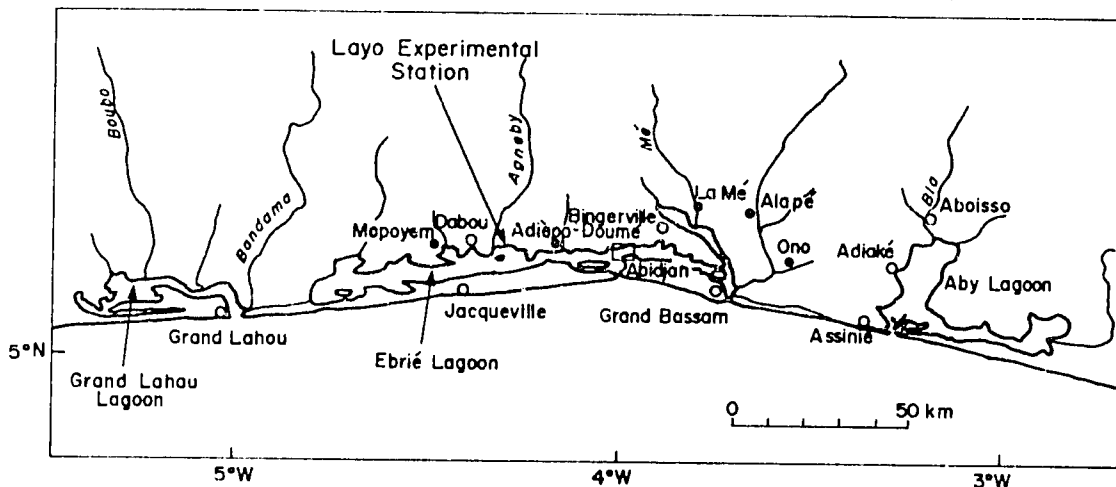 Layo Experimental
Station
Boubo
Bandama
Agneby
Mé
La Mé
Alapé
Bia
Aboisso
Mopoyem
Dabou
Adiopo-Doumé
Bingerville
Ono
Adiaké
Abidjan
Aby Lagoon
Grand Lahou
Jacqueville
Grand Bassam
Assinie
5°N
Grand Lahau
Lagoon
Ebrié Lagoon
0 50 km
5°W
4°W
3°W